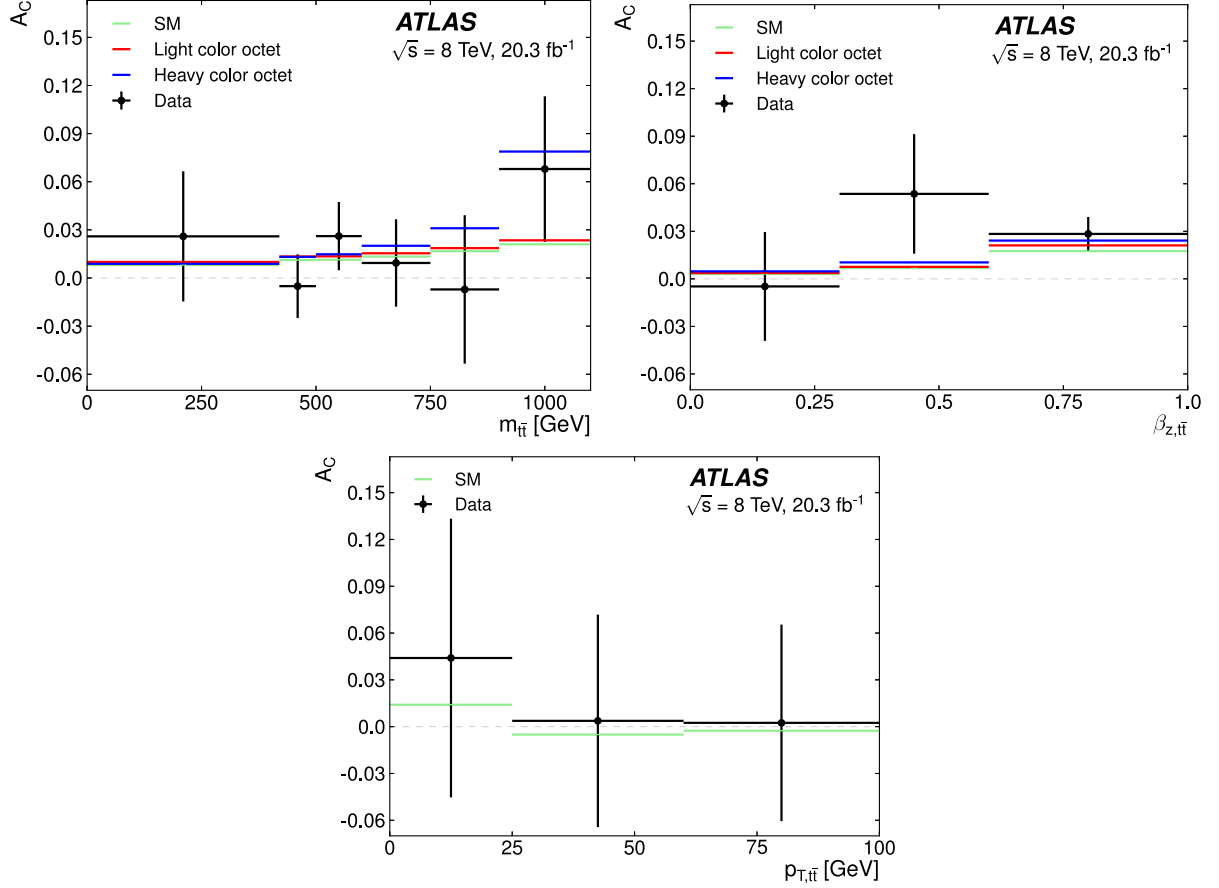 A_C
ATLAS
√s = 8 TeV, 20.3 fb⁻¹
SM
Light color octet
Heavy color octet
Data
0.15
0.12
0.09
0.06
0.03
0.0
-0.03
-0.06
0 250 500 750 1000
m_{tt̄} [GeV]
A_C
ATLAS
√s = 8 TeV, 20.3 fb⁻¹
SM
Light color octet
Heavy color octet
Data
0.15
0.12
0.09
0.06
0.03
0.0
-0.03
-0.06
0.0 0.25 0.5 0.75 1.0
β_{z,tt̄}
A_C
ATLAS
√s = 8 TeV, 20.3 fb⁻¹
SM
Data
0.15
0.12
0.09
0.06
0.03
0.0
-0.03
-0.06
0 25 50 75 100
p_{T,tt̄} [GeV]